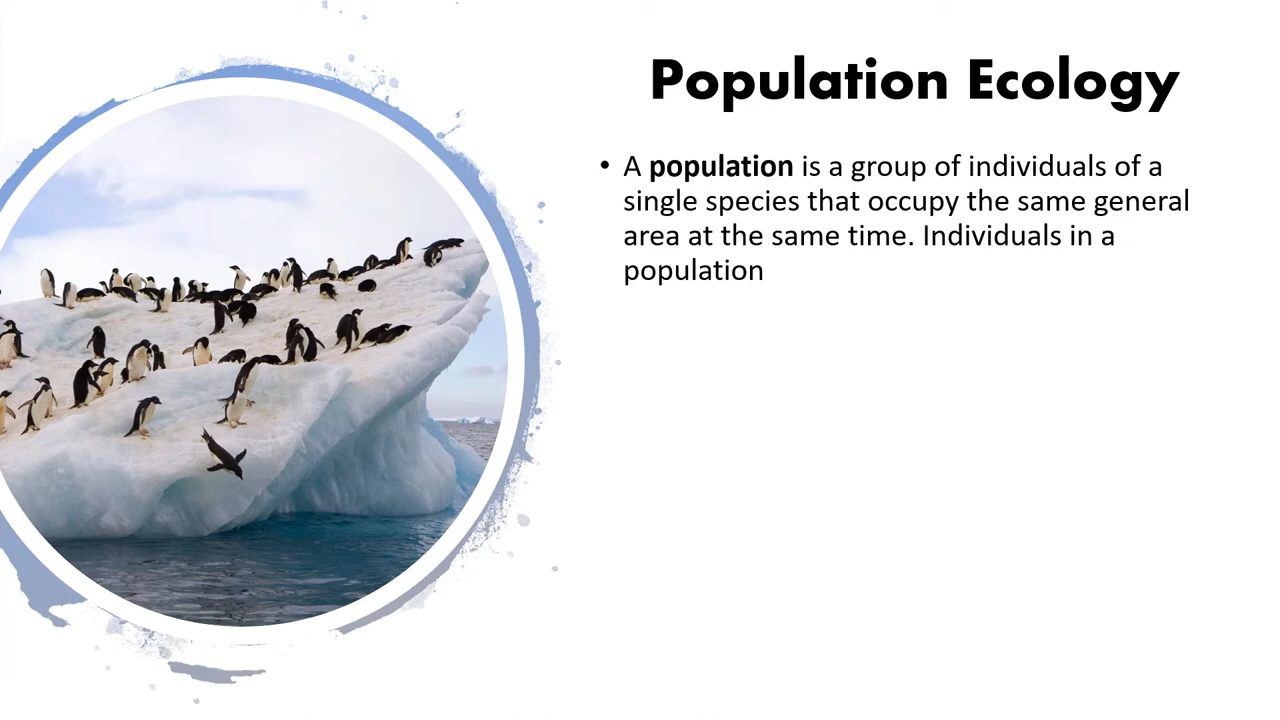 Population Ecology
• A population is a group of individuals of a
single species that occupy the same general
area at the same time. Individuals in a
population